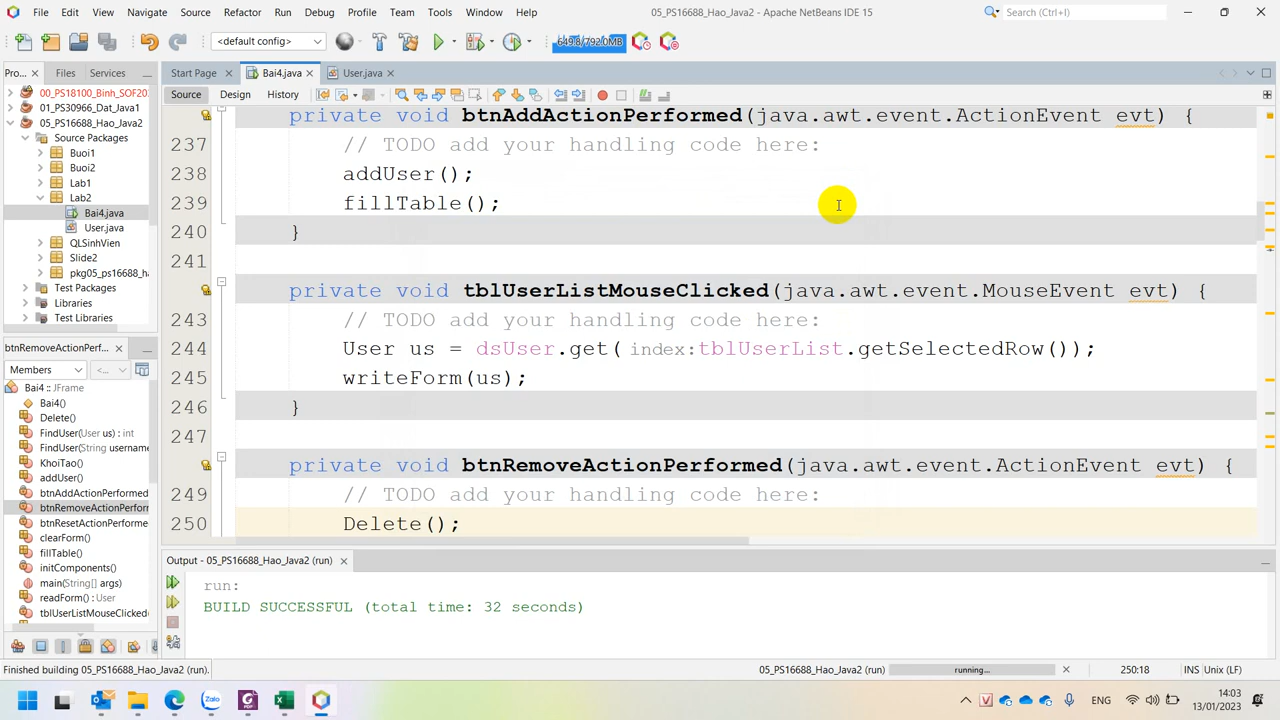 File Edit View Navigate Source Refactor Run Debug Profile Team Tools Window Help
05_PS16688_Hao_Java2 - Apache NetBeans IDE 15
Search (Ctrl+I)
<default config>
649.8/792.0MB
Pro... Files Services
Start Page Bai4.java User.java
00_PS18100_Binh_SOF20
01_PS30966_Dat_Java1
05_PS16688_Hao_Java2
Source Packages
Buoi1
Buoi2
Lab1
Lab2
Bai4.java
User.java
QLSinhVien
Slide2
pkg05_ps16688_ha
Test Packages
Libraries
Test Libraries
Source Design History
private void btnAddActionPerformed(java.awt.event.ActionEvent evt) {
237 // TODO add your handling code here:
238 addUser();
239 fillTable();
240 }
241
private void tblUserListMouseClicked(java.awt.event.MouseEvent evt) {
243 // TODO add your handling code here:
244 User us = dsUser.get(index:tblUserList.getSelectedRow());
245 writeForm(us);
246 }
247
private void btnRemoveActionPerformed(java.awt.event.ActionEvent evt) {
249 // TODO add your handling code here:
250 Delete();
btnRemoveActionPerf...
Members <...
Bai4 :: JFrame
Bai4()
Delete()
FindUser(User us) : int
FindUser(String username
KhoiTao()
addUser()
btnAddActionPerformed
btnRemoveActionPerfor
btnResetActionPerforme
clearForm()
fillTable()
initComponents()
main(String[] args)
readForm() : User
tblUserListMouseClicked(
Output - 05_PS16688_Hao_Java2 (run)
run:
BUILD SUCCESSFUL (total time: 32 seconds)
Finished building 05_PS16688_Hao_Java2 (run).
05_PS16688_Hao_Java2 (run) running... 250:18 INS Unix (LF)
Zalo
ENG
14:03
13/01/2023